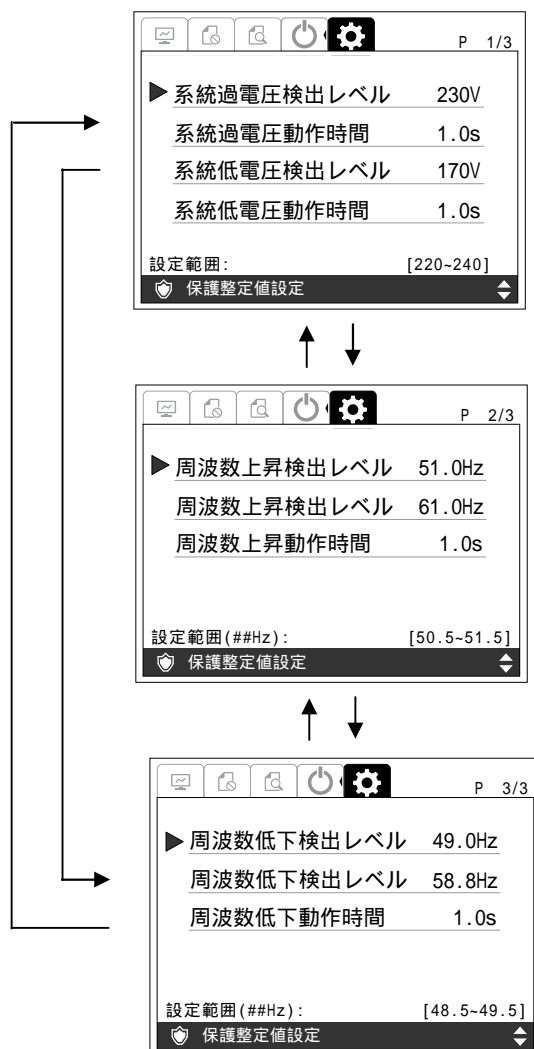 P 1/3
系統過電圧検出レベル 230V
系統過電圧動作時間 1.0s
系統低電圧検出レベル 170V
系統低電圧動作時間 1.0s
設定範囲: [220~240]
保護整定値設定
P 2/3
周波数上昇検出レベル 51.0Hz
周波数上昇検出レベル 61.0Hz
周波数上昇動作時間 1.0s
設定範囲(##Hz): [50.5~51.5]
保護整定値設定
P 3/3
周波数低下検出レベル 49.0Hz
周波数低下検出レベル 58.8Hz
周波数低下動作時間 1.0s
設定範囲(##Hz): [48.5~49.5]
保護整定値設定